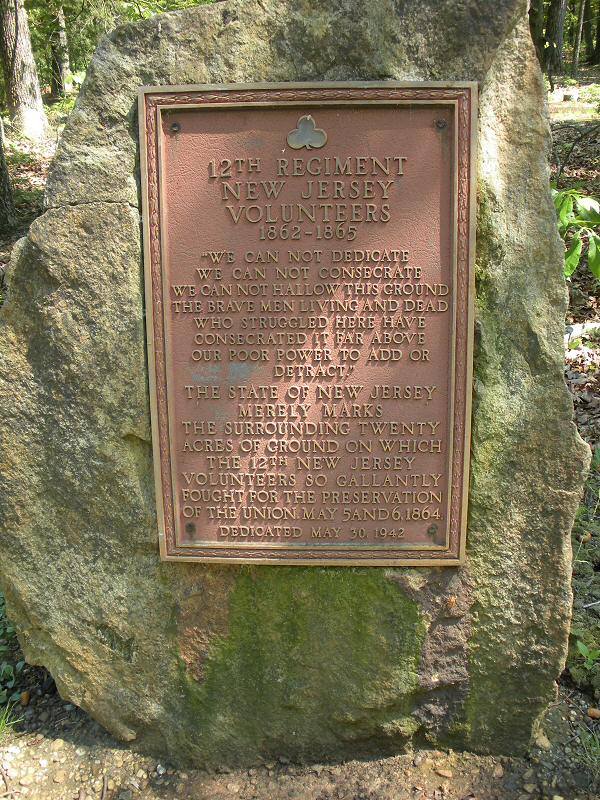 12TH REGIMENT
NEW JERSEY
VOLUNTEERS
1862-1865
"WE CAN NOT DEDICATE
WE CAN NOT CONSECRATE
WE CAN NOT HALLOW THIS GROUND
THE BRAVE MEN LIVING AND DEAD
WHO STRUGGLED HERE HAVE
CONSECRATED IT FAR ABOVE
OUR POOR POWER TO ADD OR
DETRACT."
THE STATE OF NEW JERSEY
MERELY MARKS
THE SURROUNDING TWENTY
ACRES OF GROUND ON WHICH
THE 12TH NEW JERSEY
VOLUNTEERS SO GALLANTLY
FOUGHT FOR THE PRESERVATION
OF THE UNION. MAY 5 AND 6, 1864
DEDICATED MAY 30, 1942